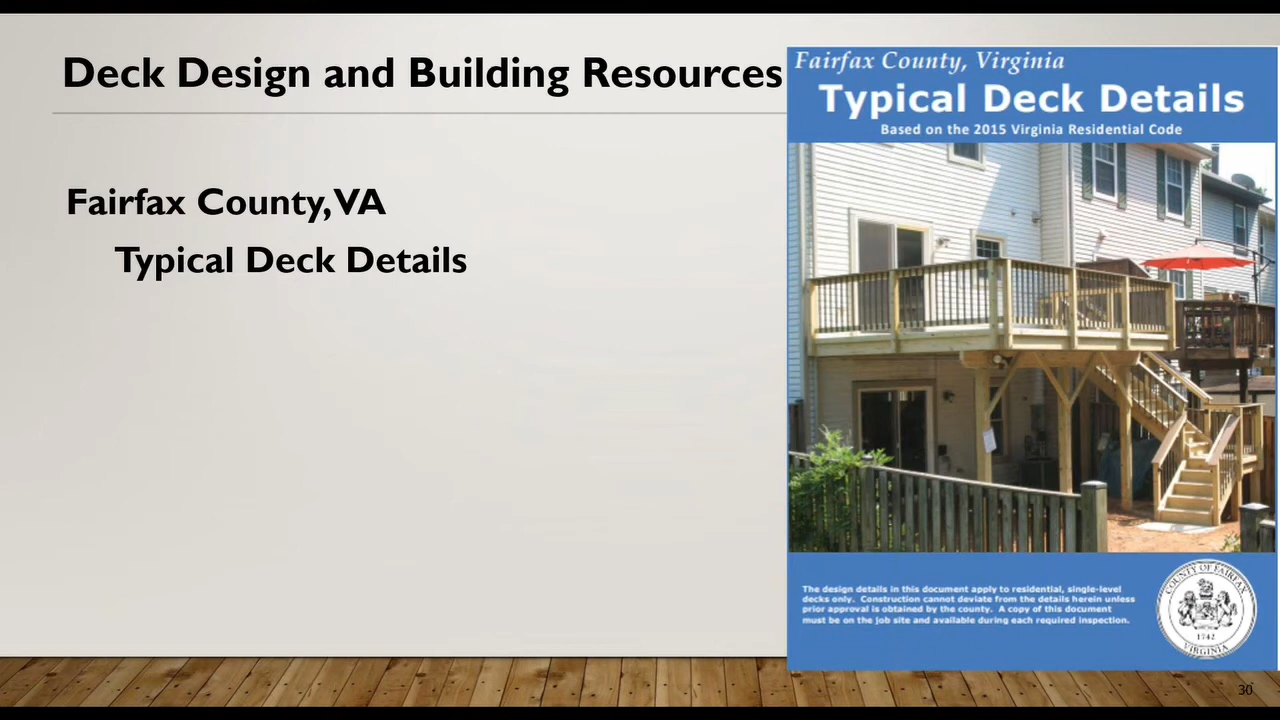 Deck Design and Building Resources
Fairfax County, VA
Typical Deck Details
Fairfax County, Virginia
Typical Deck Details
Based on the 2015 Virginia Residential Code
The design details in this document apply to residential, single-level
decks only. Construction cannot deviate from the details herein unless
prior approval is obtained by the county. A copy of this document
must be on the job site and available during each required inspection.
COUNTY OF FAIRFAX
1742
VIRGINIA
30